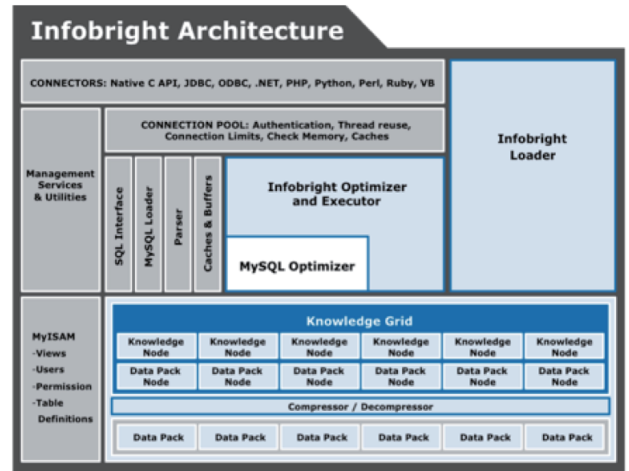 Infobright Architecture
CONNECTORS: Native C API, JDBC, ODBC, .NET, PHP, Python, Perl, Ruby, VB
CONNECTION POOL: Authentication, Thread reuse,
Connection Limits, Check Memory, Caches
Infobright
Loader
Management
Services
& Utilities
SQL Interface
MySQL Loader
Parser
Caches & Buffers
Infobright Optimizer
and Executor
MySQL Optimizer
MyISAM
-Views
-Users
-Permission
-Table
Definitions
Knowledge Grid
Knowledge Node
Knowledge Node
Knowledge Node
Knowledge Node
Knowledge Node
Knowledge Node
Data Pack Node
Data Pack Node
Data Pack Node
Data Pack Node
Data Pack Node
Data Pack Node
Compressor / Decompressor
Data Pack Data Pack Data Pack Data Pack Data Pack Data Pack